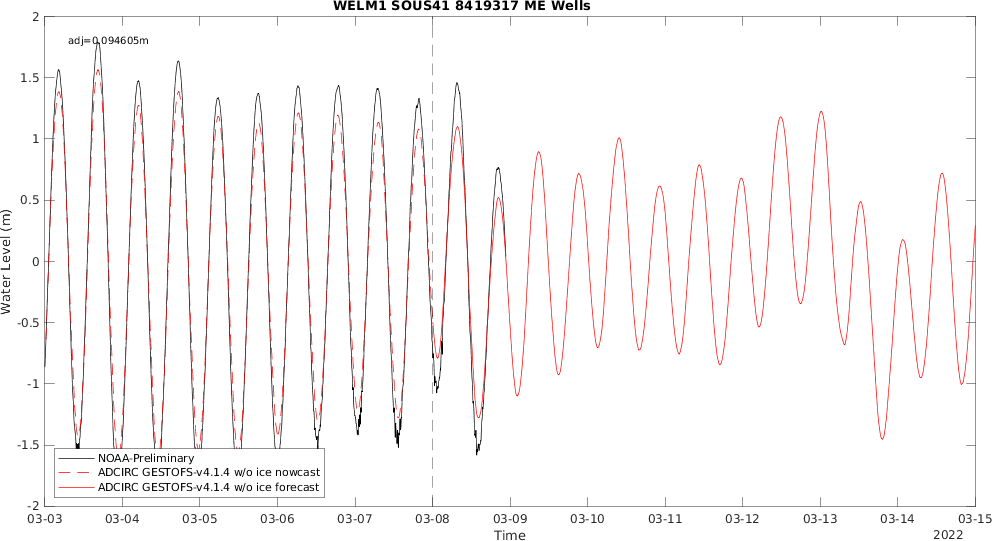 WELM1 SOUS41 8419317 ME Wells
adj=0.094605m
Water Level (m)
2
1.5
1
0.5
0
-0.5
-1
-1.5
-2
NOAA-Preliminary
ADCIRC GESTOFS-v4.1.4 w/o ice nowcast
ADCIRC GESTOFS-v4.1.4 w/o ice forecast
03-03 03-04 03-05 03-06 03-07 03-08 03-09 03-10 03-11 03-12 03-13 03-14 03-15
Time
2022